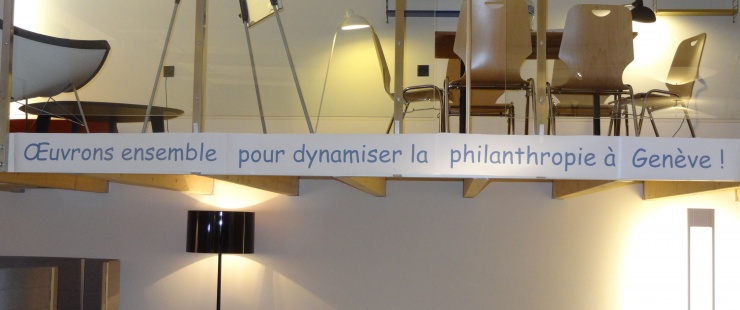 Œuvrons ensemble pour dynamiser la philanthropie à Genève !